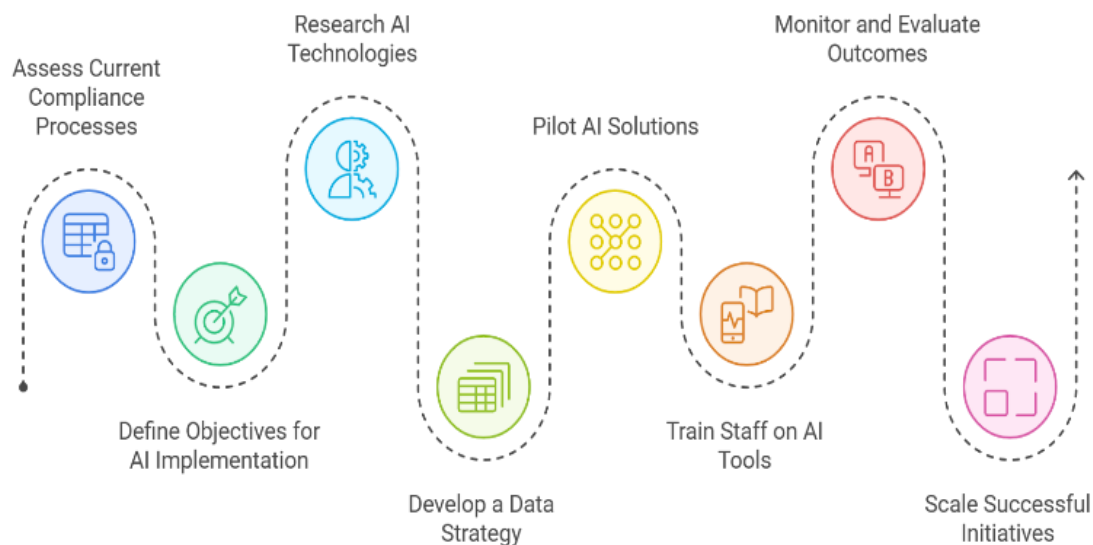 Assess Current
Compliance
Processes
Define Objectives for
AI Implementation
Research AI
Technologies
Develop a Data
Strategy
Pilot AI Solutions
Train Staff on AI
Tools
Monitor and Evaluate
Outcomes
A
B
Scale Successful
Initiatives